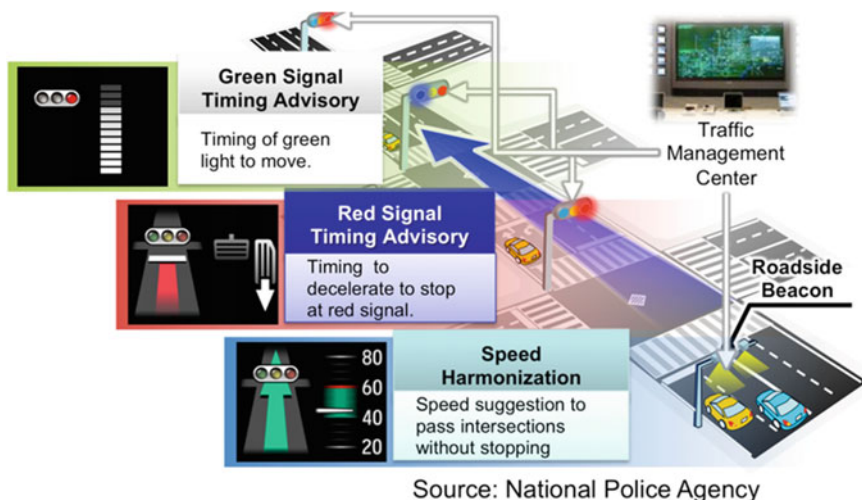 Green Signal
Timing Advisory
Timing of green
light to move.
Traffic
Management
Center
Red Signal
Timing Advisory
Timing to
decelerate to stop
at red signal.
Roadside
Beacon
80
60
40
20
Speed
Harmonization
Speed suggestion to
pass intersections
without stopping
Source: National Police Agency